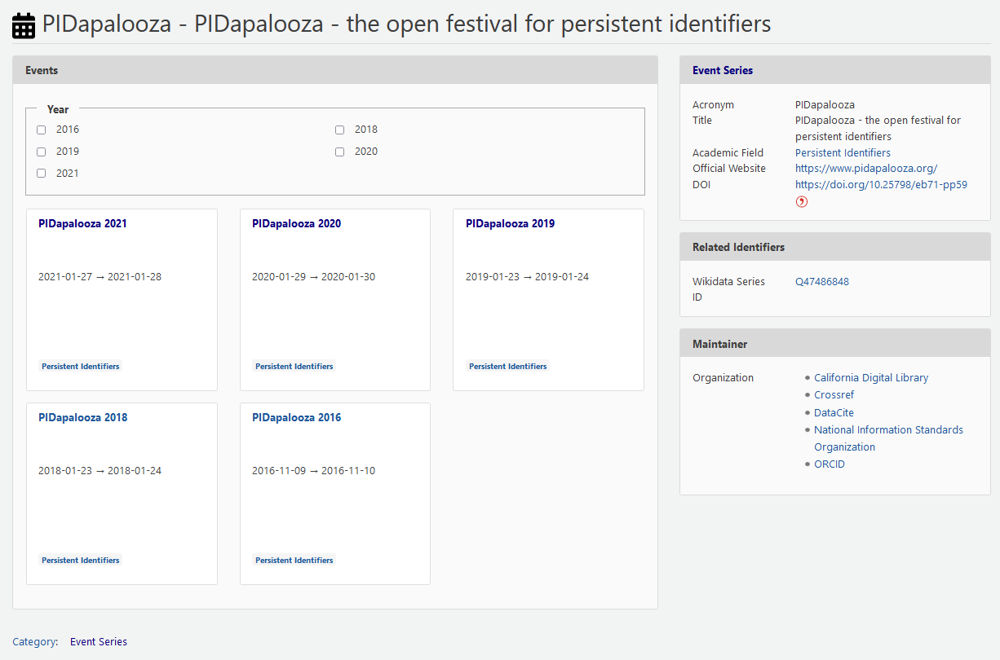 PIDapalooza - PIDapalooza - the open festival for persistent identifiers
Events
Year
2016
2018
2019
2020
2021
PIDapalooza 2021
2021-01-27 → 2021-01-28
Persistent Identifiers
PIDapalooza 2020
2020-01-29 → 2020-01-30
Persistent Identifiers
PIDapalooza 2019
2019-01-23 → 2019-01-24
Persistent Identifiers
PIDapalooza 2018
2018-01-23 → 2018-01-24
Persistent Identifiers
PIDapalooza 2016
2016-11-09 → 2016-11-10
Persistent Identifiers
Event Series
Acronym PIDapalooza
Title PIDapalooza - the open festival for
persistent identifiers
Academic Field Persistent Identifiers
Official Website https://www.pidapalooza.org/
DOI https://doi.org/10.25798/eb71-pp59
Related Identifiers
Wikidata Series Q47486848
ID
Maintainer
Organization
California Digital Library
Crossref
DataCite
National Information Standards
Organization
ORCID
Category: Event Series